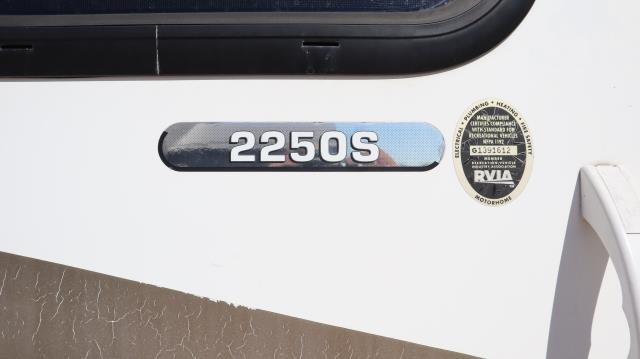 2250S
ELECTRICAL • PLUMBING • HEATING • FIRE SAFETY
MANUFACTURER
CERTIFIES COMPLIANCE
WITH STANDARD FOR
RECREATIONAL VEHICLES
NFPA 1192
G1391612
MEMBER
RECREATION VEHICLE
INDUSTRY ASSOCIATION
RVIA
MOTORHOME